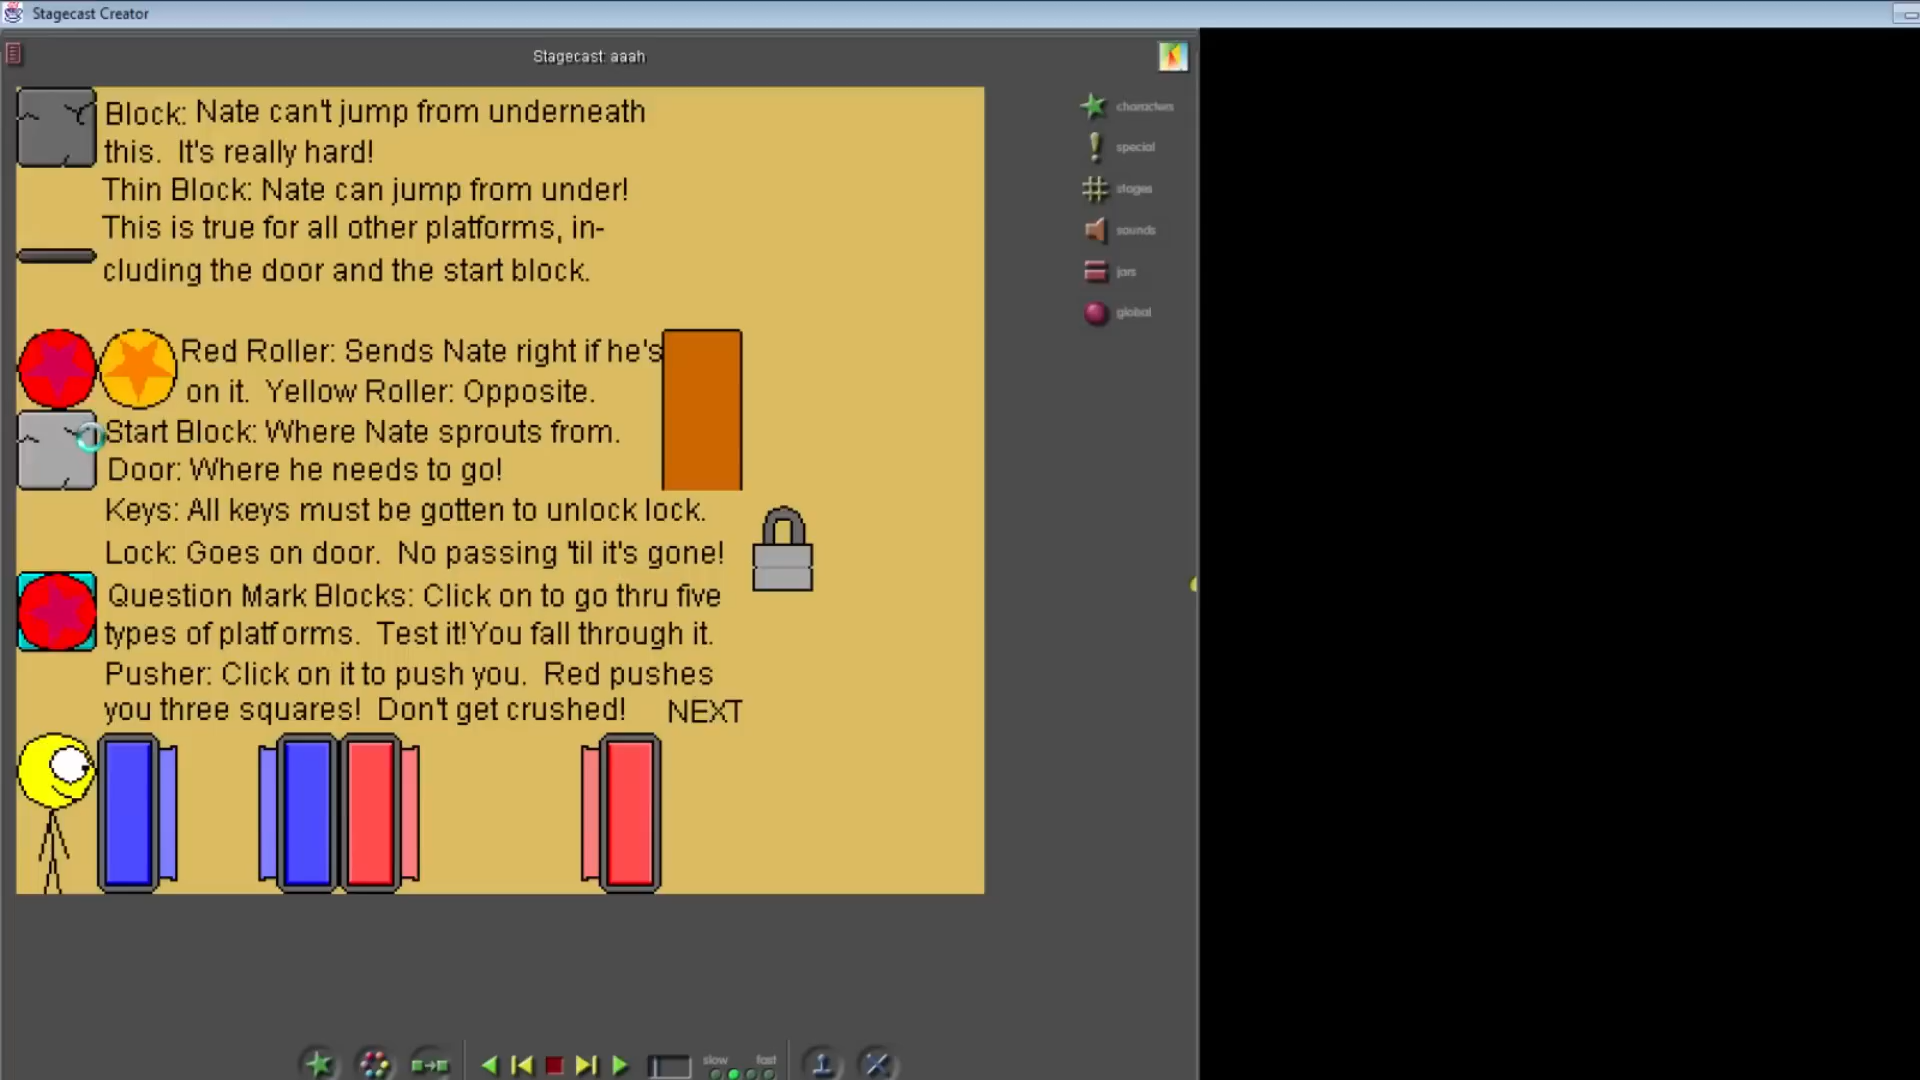 Stagecast Creator
Stagecast: aaah
characters
special
stages
sounds
jars
global
Block: Nate can't jump from underneath
this. It's really hard!
Thin Block: Nate can jump from under!
This is true for all other platforms, in-
cluding the door and the start block.
Red Roller: Sends Nate right if he's
on it. Yellow Roller: Opposite.
Start Block: Where Nate sprouts from.
Door: Where he needs to go!
Keys: All keys must be gotten to unlock lock.
Lock: Goes on door. No passing 'til it's gone!
Question Mark Blocks: Click on to go thru five
types of platforms. Test it!You fall through it.
Pusher: Click on it to push you. Red pushes
you three squares! Don't get crushed!
NEXT
slow fast